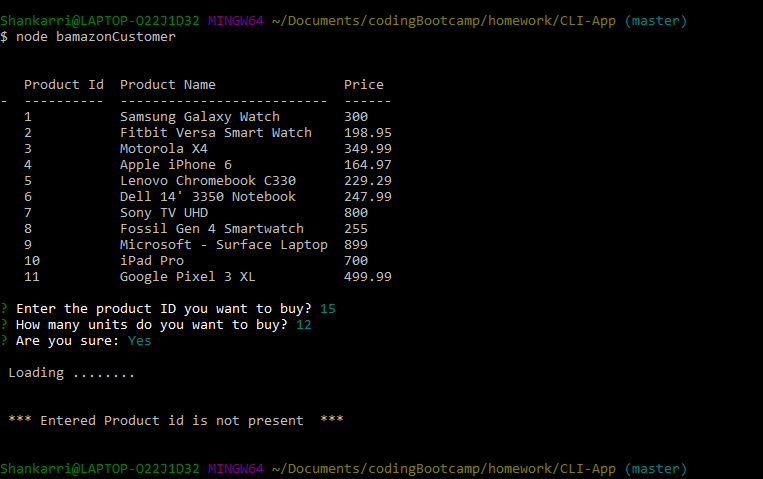 Shankarri@LAPTOP-O22J1D32 MINGW64 ~/Documents/codingBootcamp/homework/CLI-App (master)
$ node bamazonCustomer
Product Id  Product Name                Price
-  ----------  --------------------------  ------
1           Samsung Galaxy Watch        300
2           Fitbit Versa Smart Watch    198.95
3           Motorola X4                 349.99
4           Apple iPhone 6              164.97
5           Lenovo Chromebook C330      229.29
6           Dell 14' 3350 Notebook      247.99
7           Sony TV UHD                 800
8           Fossil Gen 4 Smartwatch     255
9           Microsoft - Surface Laptop  899
10          iPad Pro                    700
11          Google Pixel 3 XL           499.99
? Enter the product ID you want to buy? 15
? How many units do you want to buy? 12
? Are you sure: Yes
Loading ........
*** Entered Product id is not present  ***
Shankarri@LAPTOP-O22J1D32 MINGW64 ~/Documents/codingBootcamp/homework/CLI-App (master)